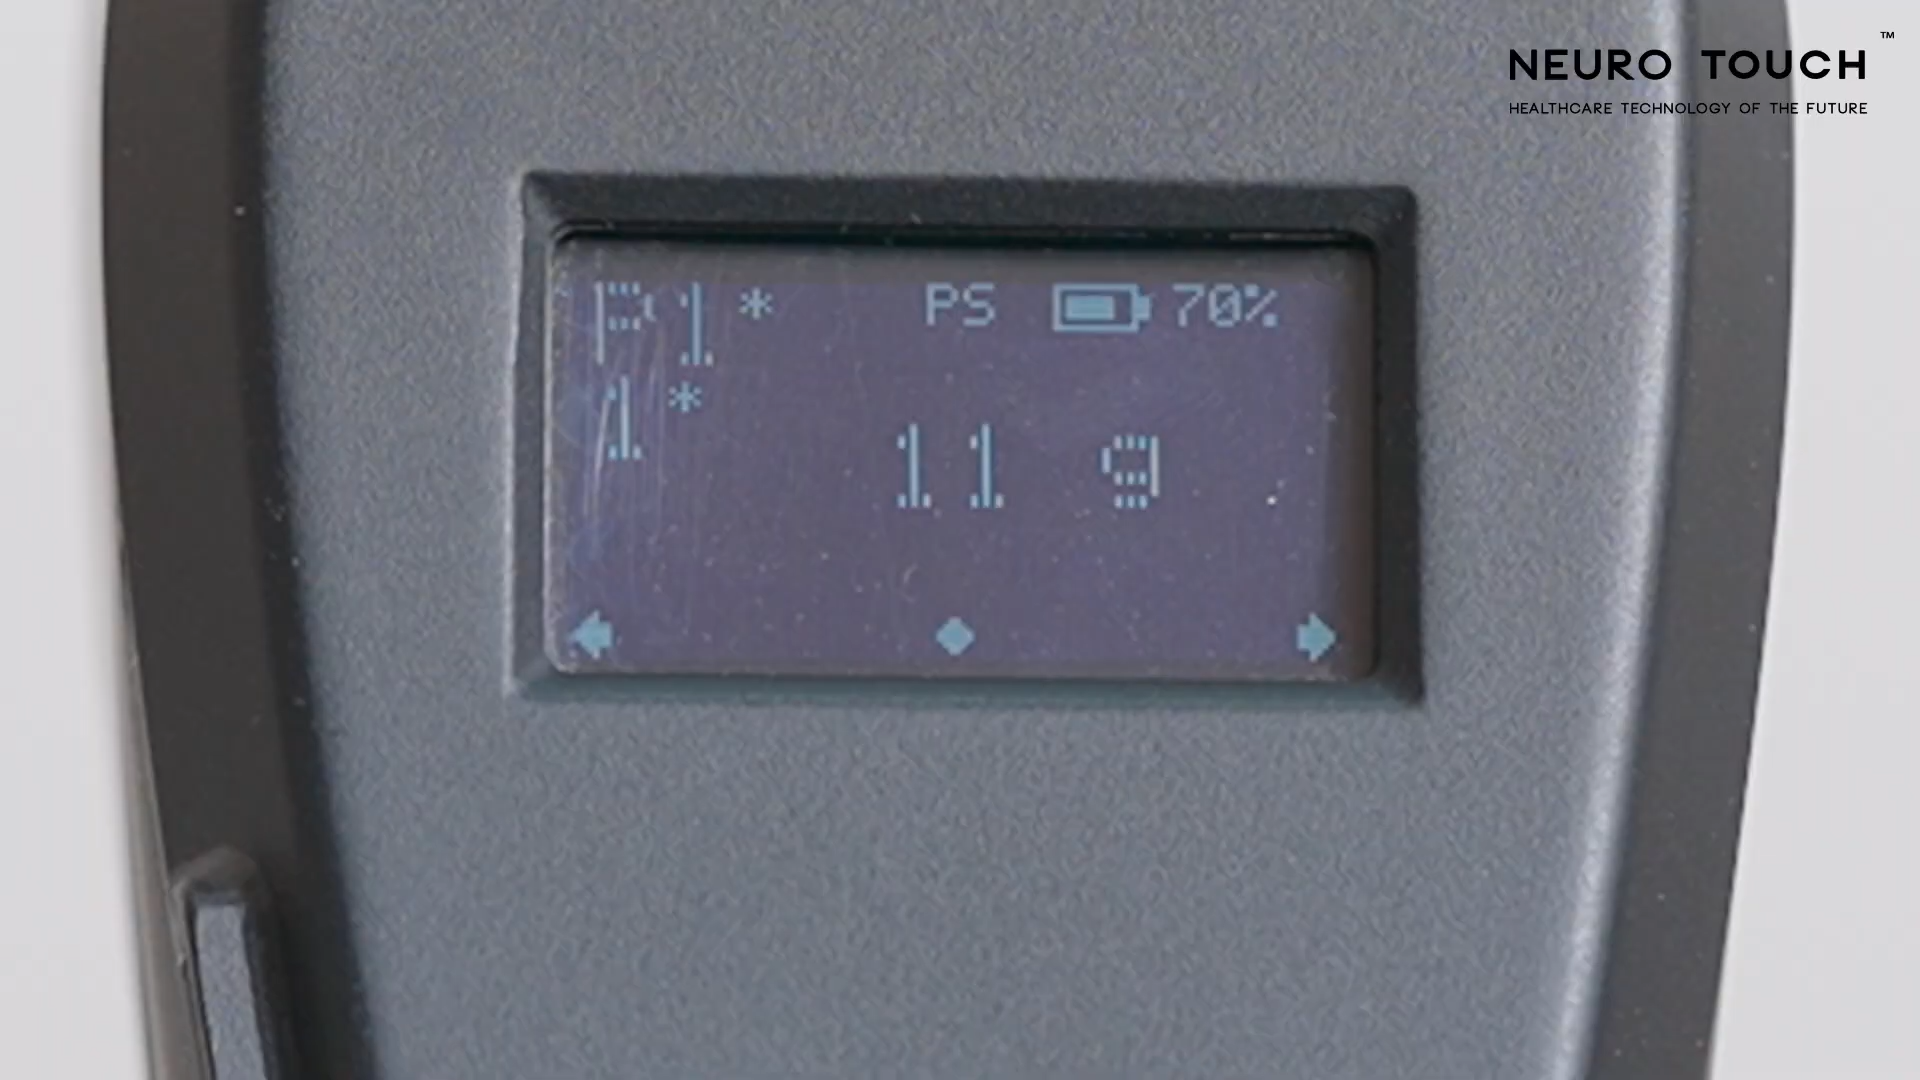 NEURO TOUCH™
HEALTHCARE TECHNOLOGY OF THE FUTURE
P1 * PS 70%
1 *
11 g